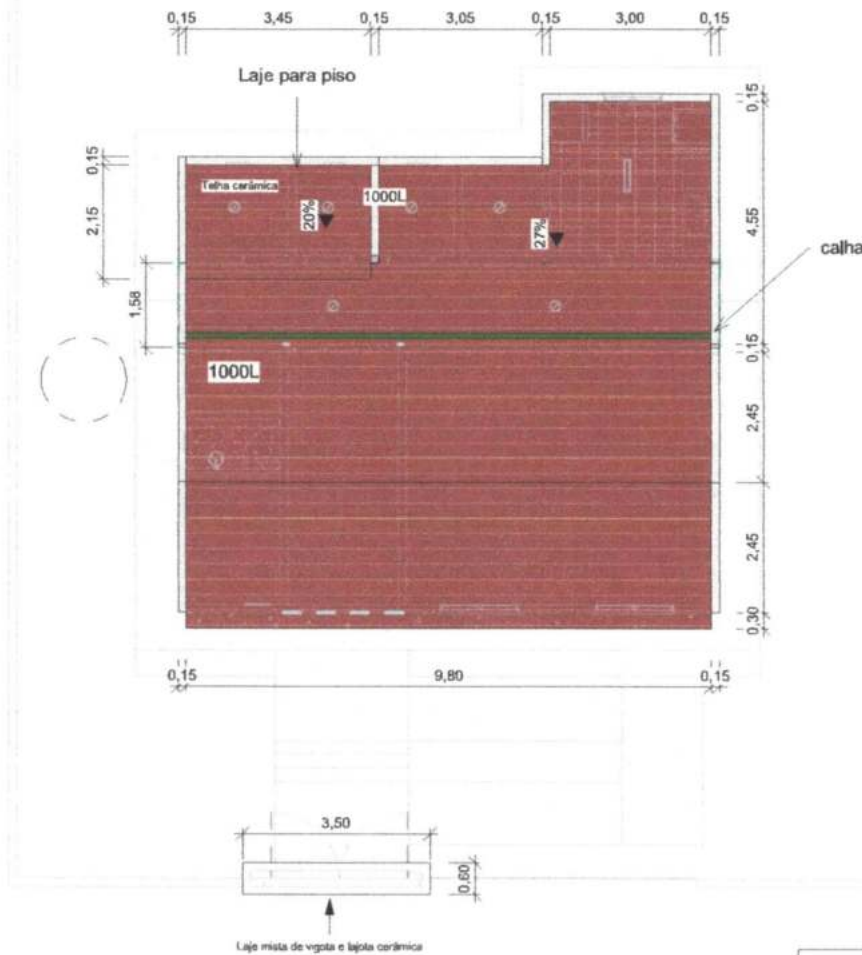 0,15 3,45 0,15 3,05 0,15 3,00 0,15
Laje para piso
0,15
0,15
Telha cerâmica
1000L
2,15
20%
27%
4,55
calha
1,58
0,15
1000L
2,45
2,45
0,30
0,15 9,80 0,15
3,50
0,60
Laje mista de vigota e lajota cerâmica